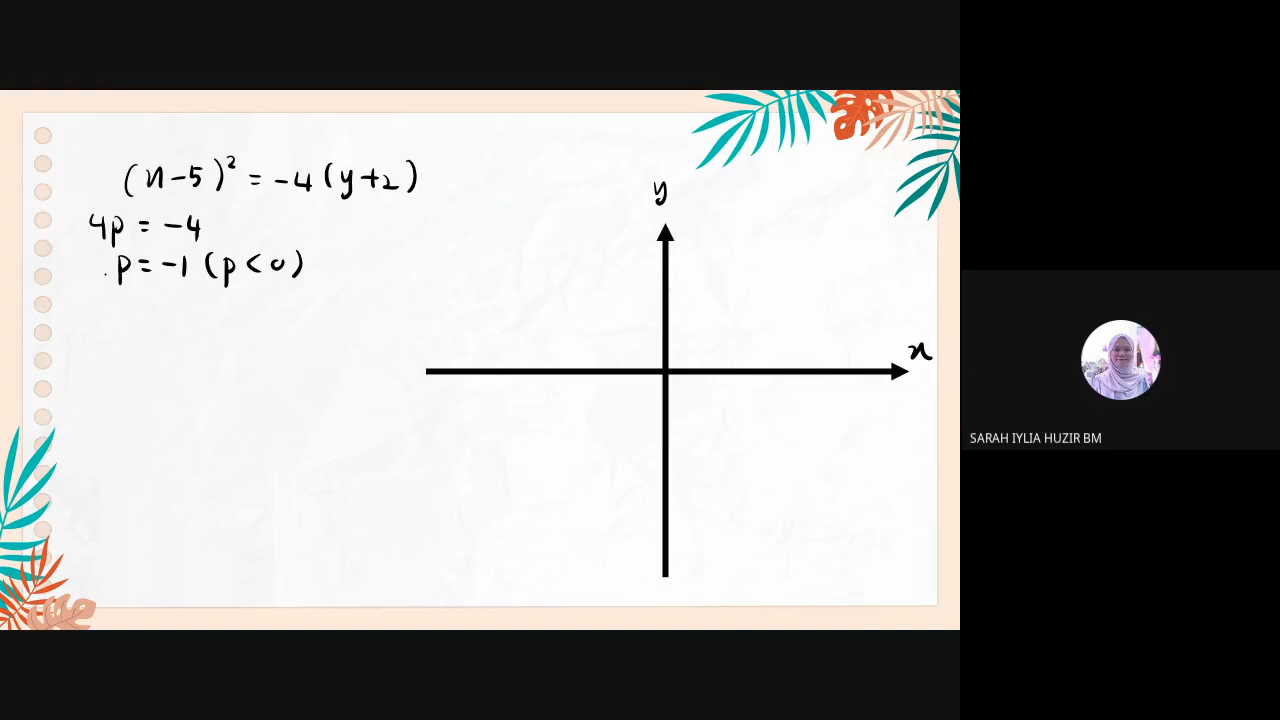 (x-5)² = -4(y+2)
4p = -4
p = -1 (p < 0)
y
x
SARAH IYLIA HUZIR BM